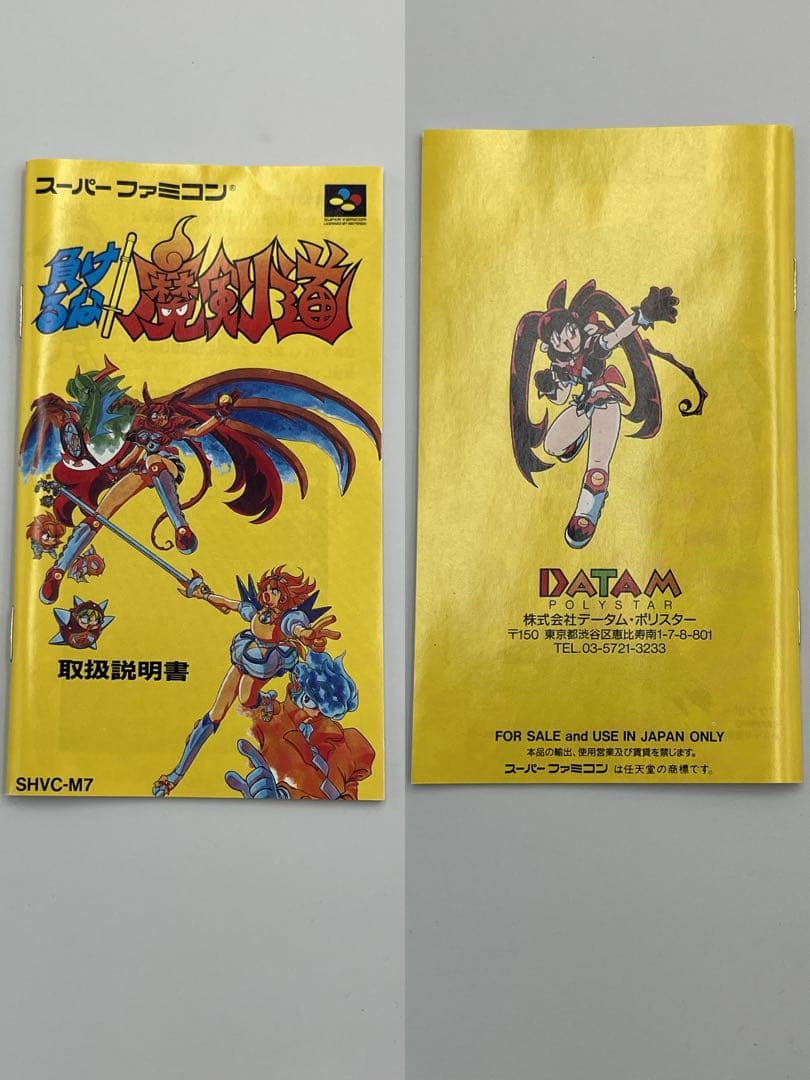 スーパーファミコン®
SUPER FAMICOM
負けるな!魔剣道
取扱説明書
SHVC-M7
DATAM
POLYSTAR
株式会社データム・ポリスター
〒150 東京都渋谷区恵比寿南1-7-8-801
TEL.03-5721-3233
FOR SALE and USE IN JAPAN ONLY
本品の輸出、使用営業及び賃貸を禁じます。
スーパーファミコン は任天堂の商標です。